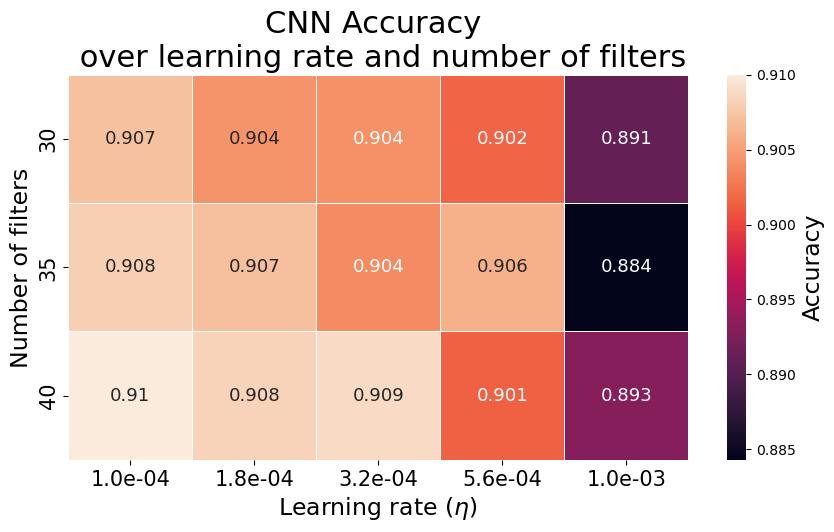 CNN Accuracy
over learning rate and number of filters
Number of filters
30
0.907 0.904 0.904 0.902 0.891
35
0.908 0.907 0.904 0.906 0.884
40
0.91 0.908 0.909 0.901 0.893
1.0e-04 1.8e-04 3.2e-04 5.6e-04 1.0e-03
Learning rate (η)
0.910
0.905
0.900
0.895
0.890
0.885
Accuracy